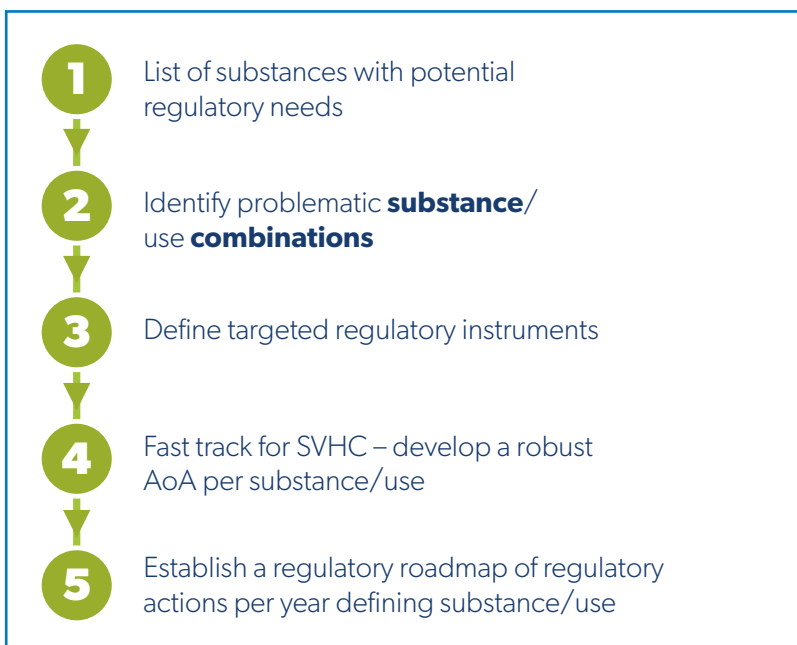 1
List of substances with potential
regulatory needs
2
Identify problematic substance/
use combinations
3
Define targeted regulatory instruments
4
Fast track for SVHC – develop a robust
AoA per substance/use
5
Establish a regulatory roadmap of regulatory
actions per year defining substance/use